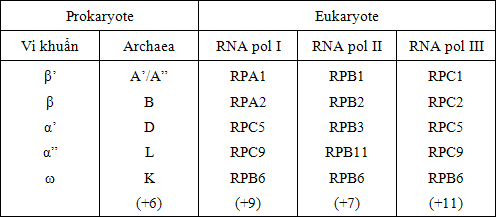 Prokaryote Eukaryote
Vi khuẩn Archaea RNA pol I RNA pol II RNA pol III
β’ A’/A” RPA1 RPB1 RPC1
β B RPA2 RPB2 RPC2
α’ D RPC5 RPB3 RPC5
α” L RPC9 RPB11 RPC9
ω K RPB6 RPB6 RPB6
(+6) (+9) (+7) (+11)